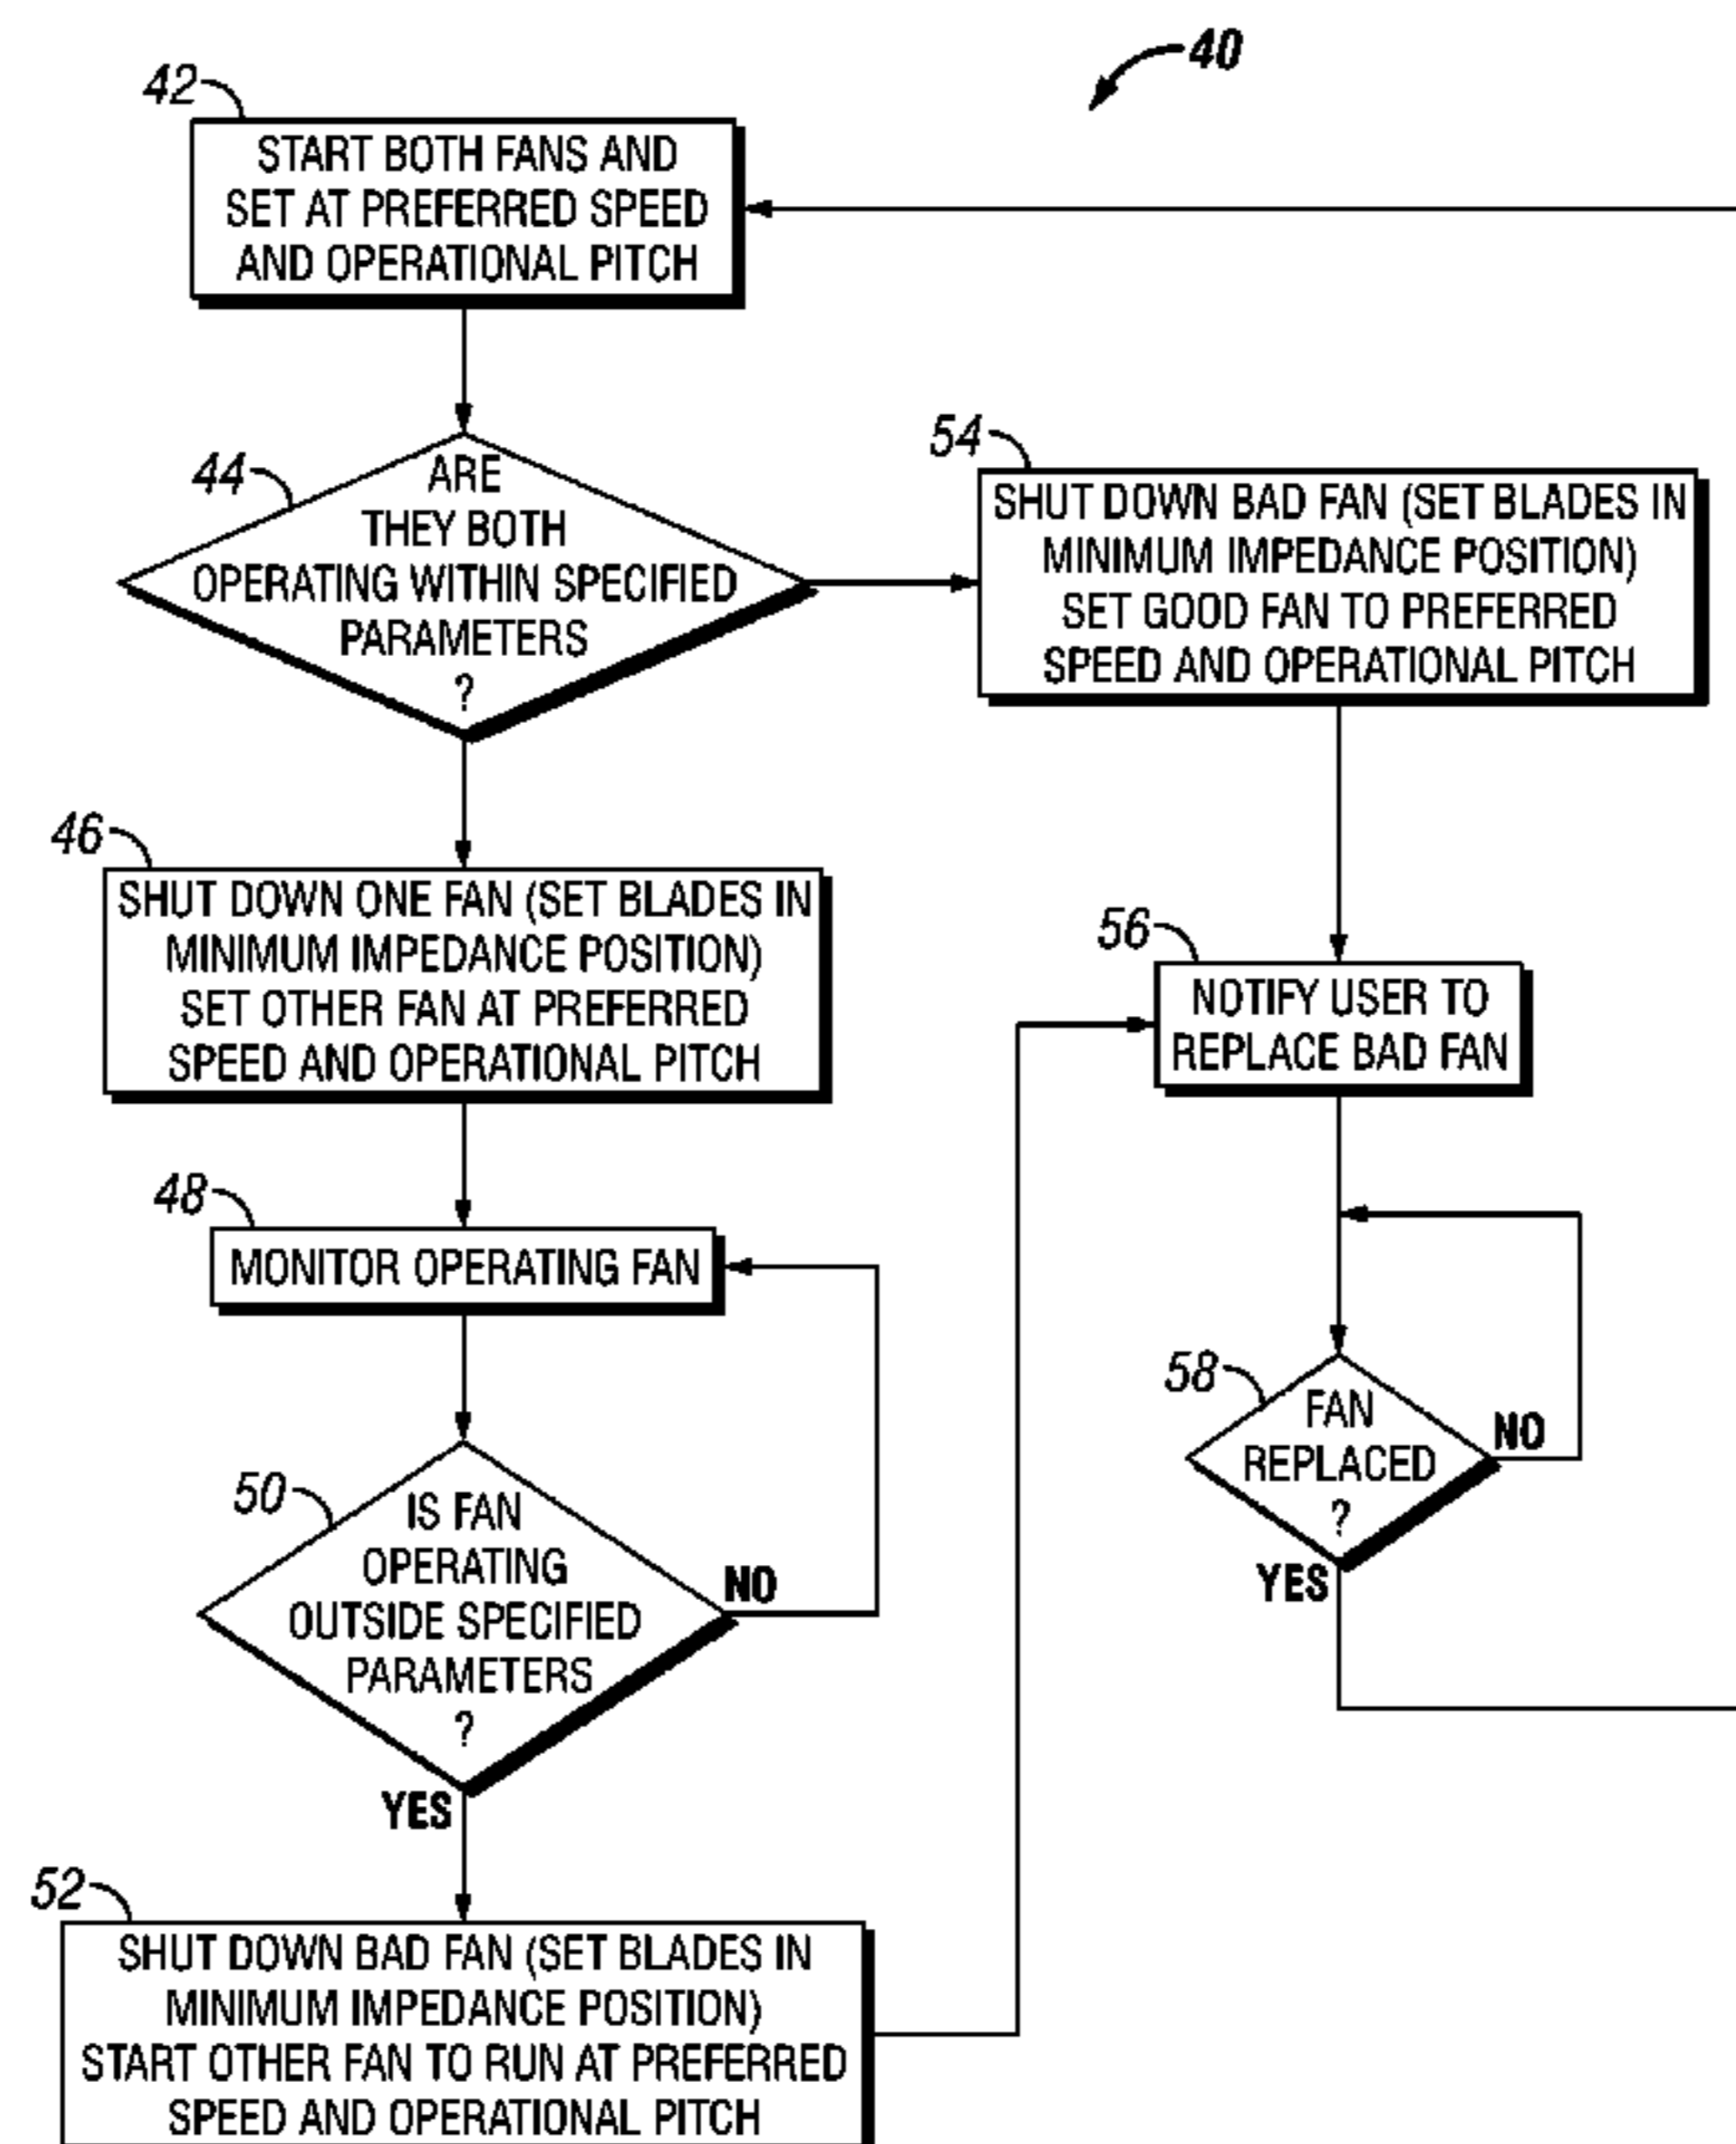 40
42
START BOTH FANS AND
SET AT PREFERRED SPEED
AND OPERATIONAL PITCH
44
ARE
THEY BOTH
OPERATING WITHIN SPECIFIED
PARAMETERS
?
54
SHUT DOWN BAD FAN (SET BLADES IN
MINIMUM IMPEDANCE POSITION)
SET GOOD FAN TO PREFERRED
SPEED AND OPERATIONAL PITCH
46
SHUT DOWN ONE FAN (SET BLADES IN
MINIMUM IMPEDANCE POSITION)
SET OTHER FAN AT PREFERRED
SPEED AND OPERATIONAL PITCH
56
NOTIFY USER TO
REPLACE BAD FAN
48
MONITOR OPERATING FAN
58
FAN
REPLACED
?
NO
YES
50
IS FAN
OPERATING
OUTSIDE SPECIFIED
PARAMETERS
?
NO
YES
52
SHUT DOWN BAD FAN (SET BLADES IN
MINIMUM IMPEDANCE POSITION)
START OTHER FAN TO RUN AT PREFERRED
SPEED AND OPERATIONAL PITCH